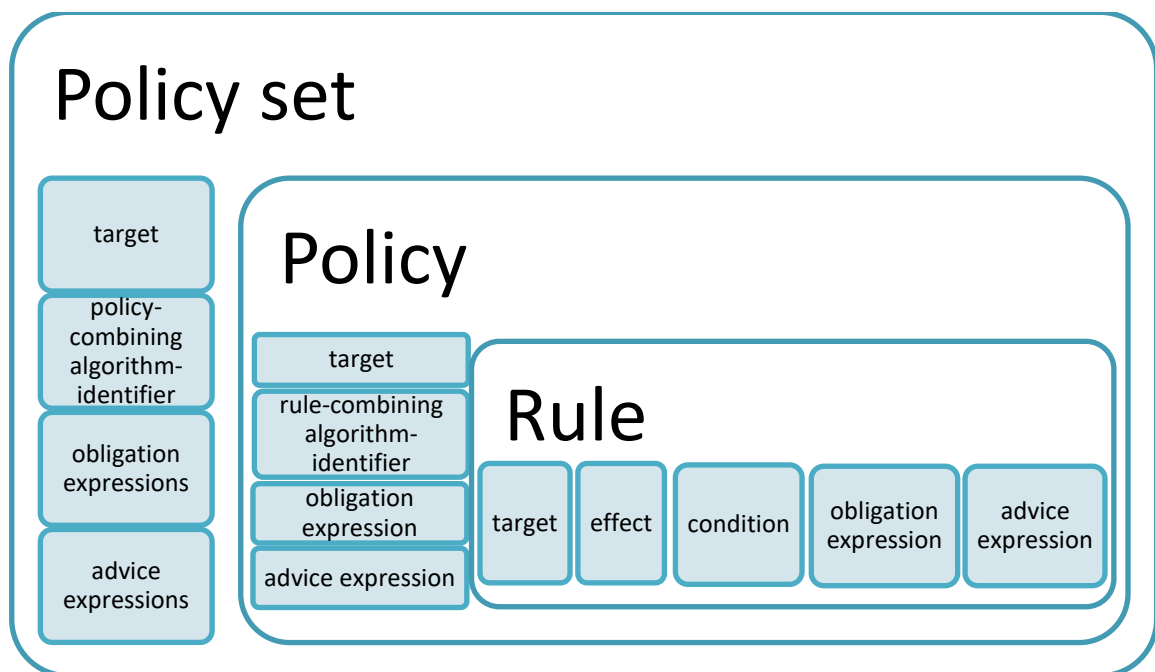 Policy set
target
policy-
combining
algorithm-
identifier
obligation
expressions
advice
expressions
Policy
target
rule-combining
algorithm-
identifier
obligation
expression
advice expression
Rule
target
effect
condition
obligation
expression
advice
expression